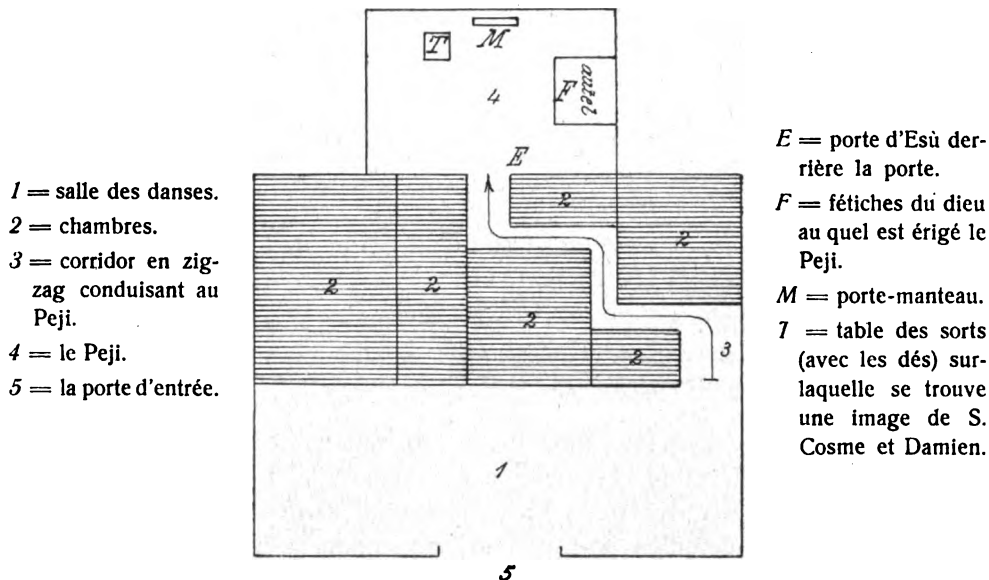 1 = salle des danses.
2 = chambres.
3 = corridor en zig-
zag conduisant au
Peji.
4 = le Peji.
5 = la porte d'entrée.
T
M
F autel
4
E
2
2
2
2
2
2
3
1
5
E = porte d'Esù der-
rière la porte.
F = fétiches du dieu
au quel est érigé le
Peji.
M = porte-manteau.
7 = table des sorts
(avec les dés) sur-
laquelle se trouve
une image de S.
Cosme et Damien.